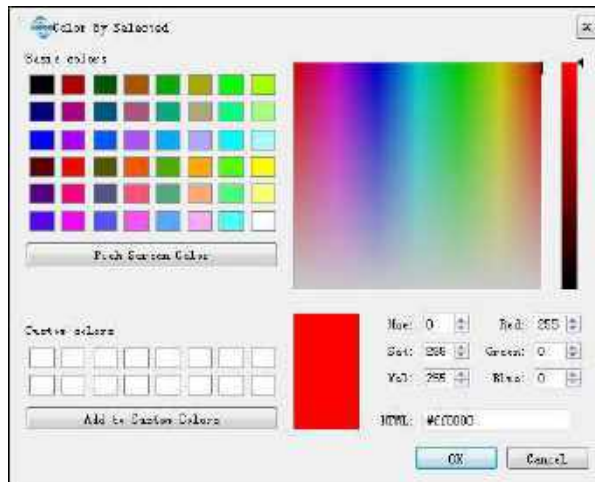 Color By Selected
Basic colors
Pick Screen Color
Custom colors
Add to Custom Colors
Hue: 0 Red: 255
Sat: 255 Green: 0
Val: 255 Blue: 0
HTML: #ff0000
OK Cancel